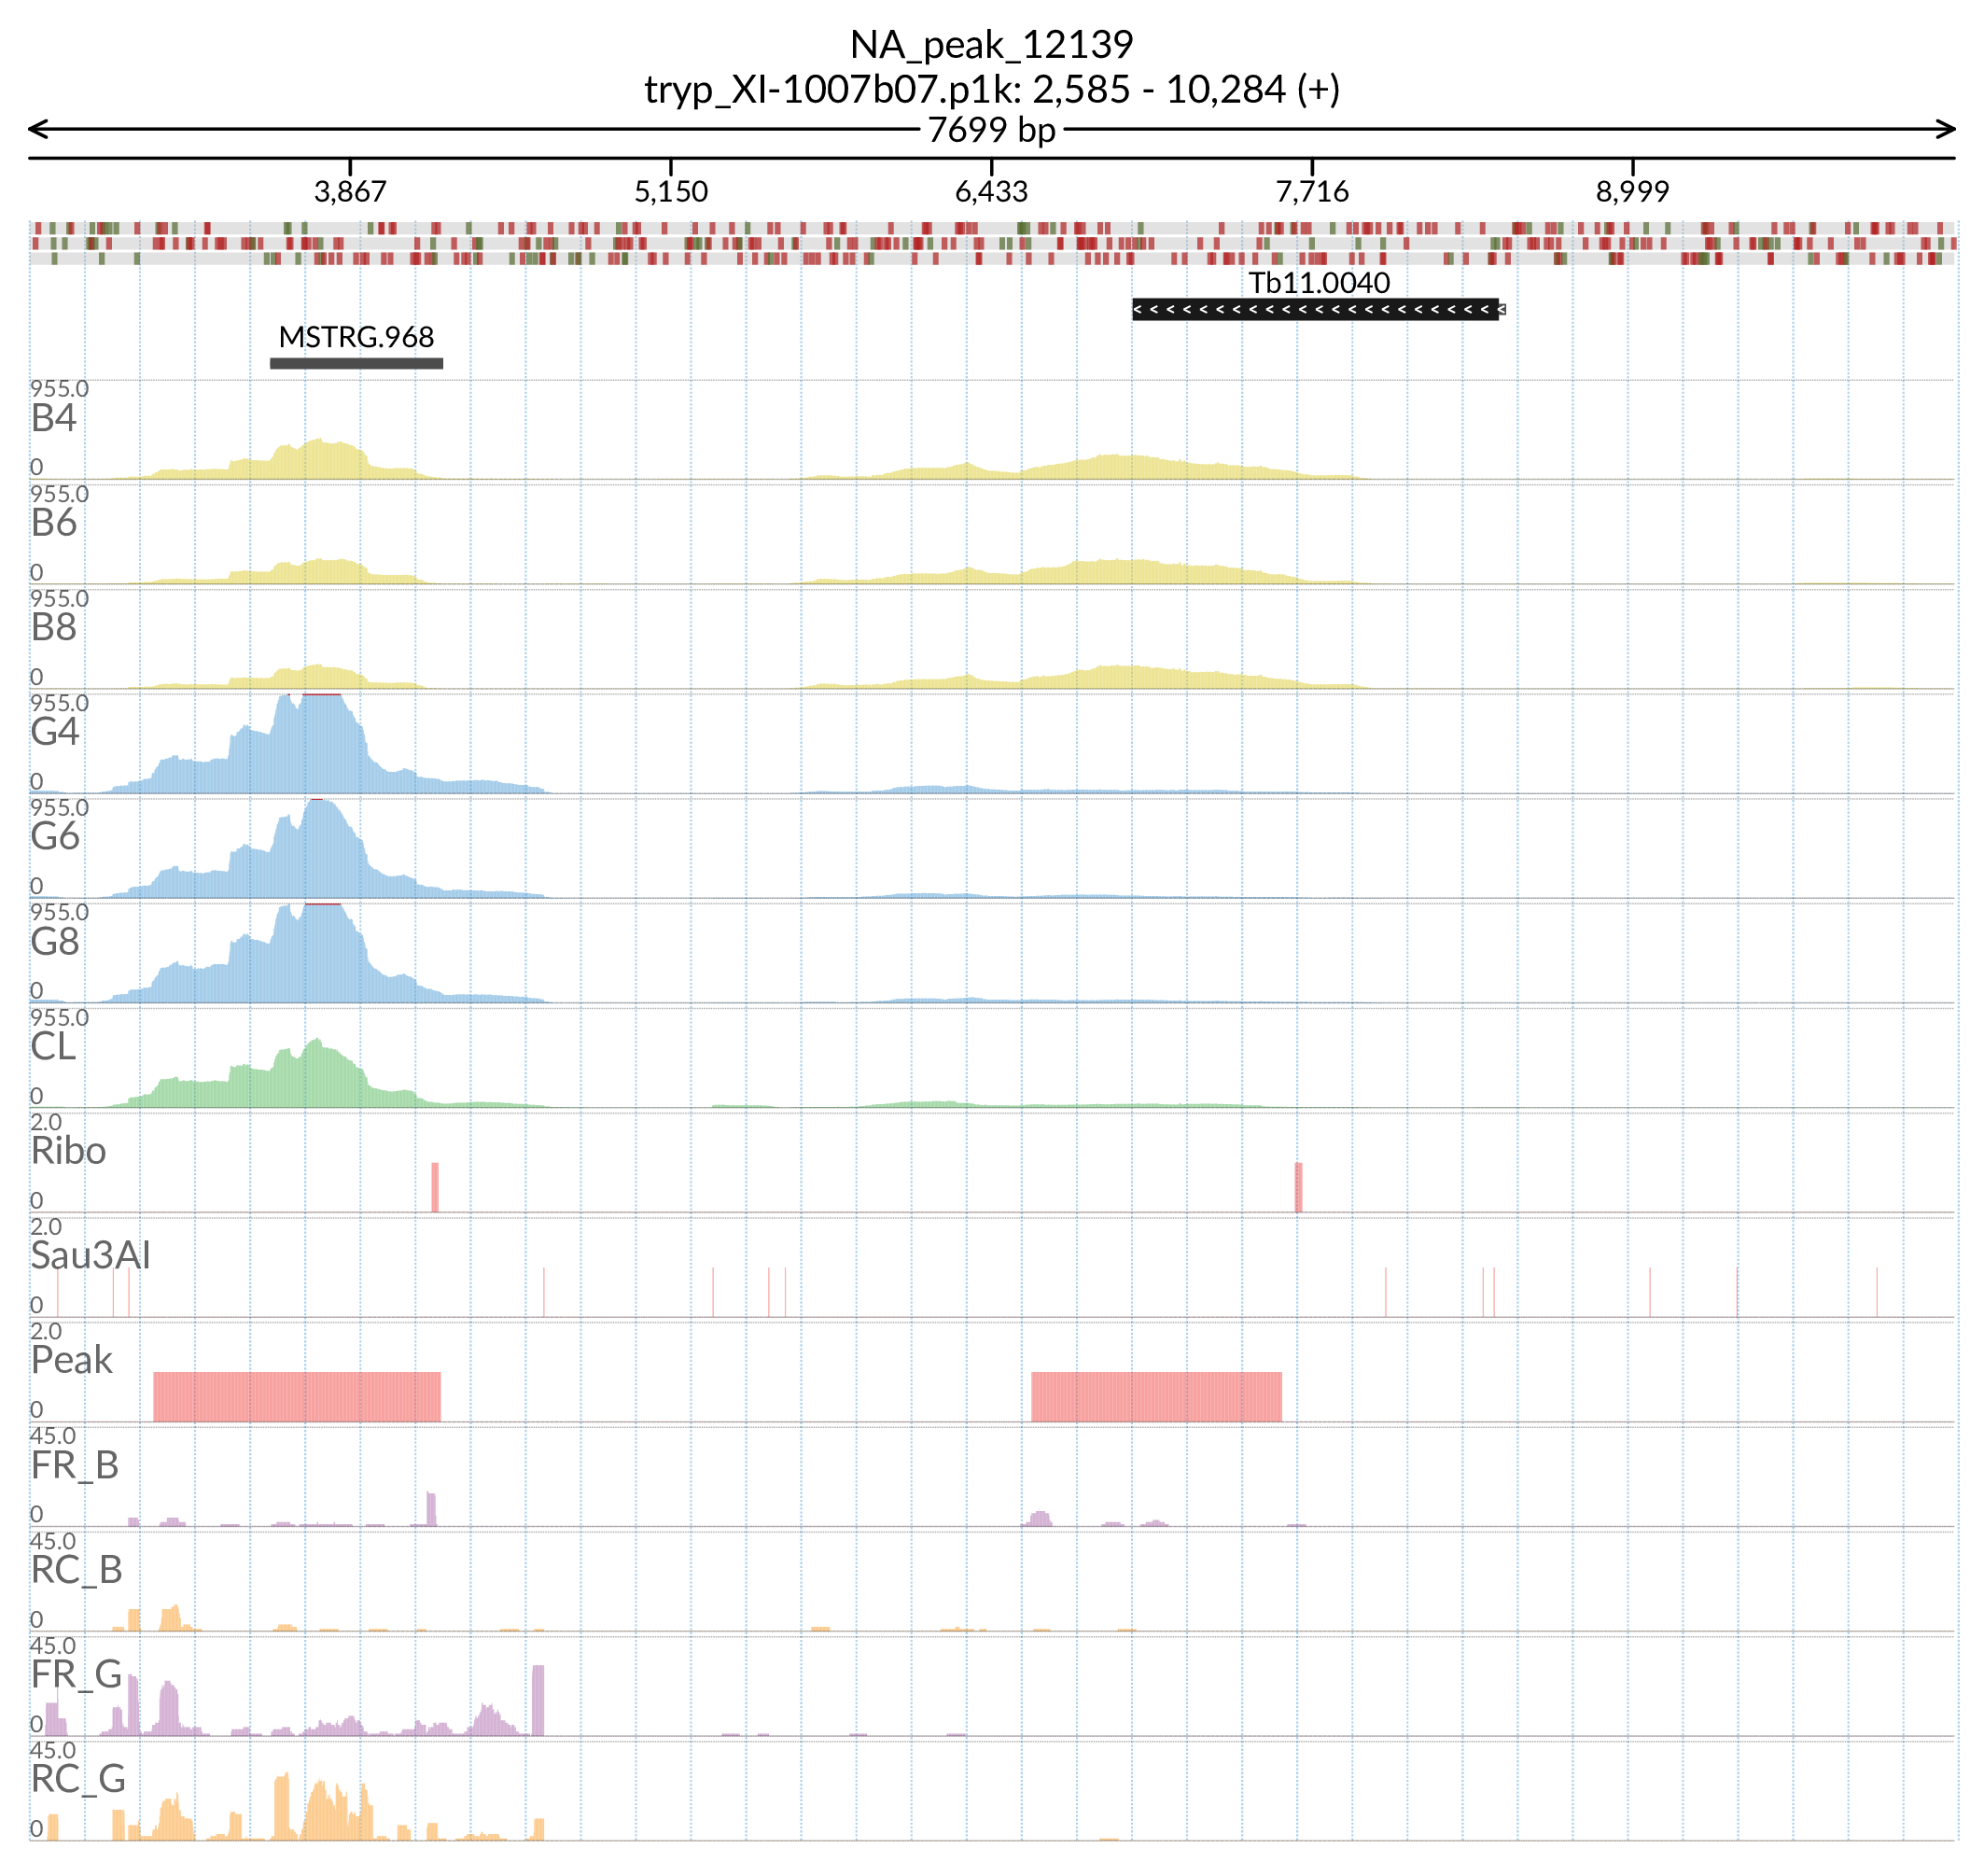 NA_peak_12139
tryp_XI-1007b07.p1k: 2,585 - 10,284 (+)
7699 bp
3,867 5,150 6,433 7,716 8,999
Tb11.0040
MSTRG.968
955.0
B4
0
955.0
B6
0
955.0
B8
0
955.0
G4
0
955.0
G6
0
955.0
G8
0
955.0
CL
0
2.0
Ribo
0
2.0
Sau3AI
0
2.0
Peak
0
45.0
FR_B
0
45.0
RC_B
0
45.0
FR_G
0
45.0
RC_G
0